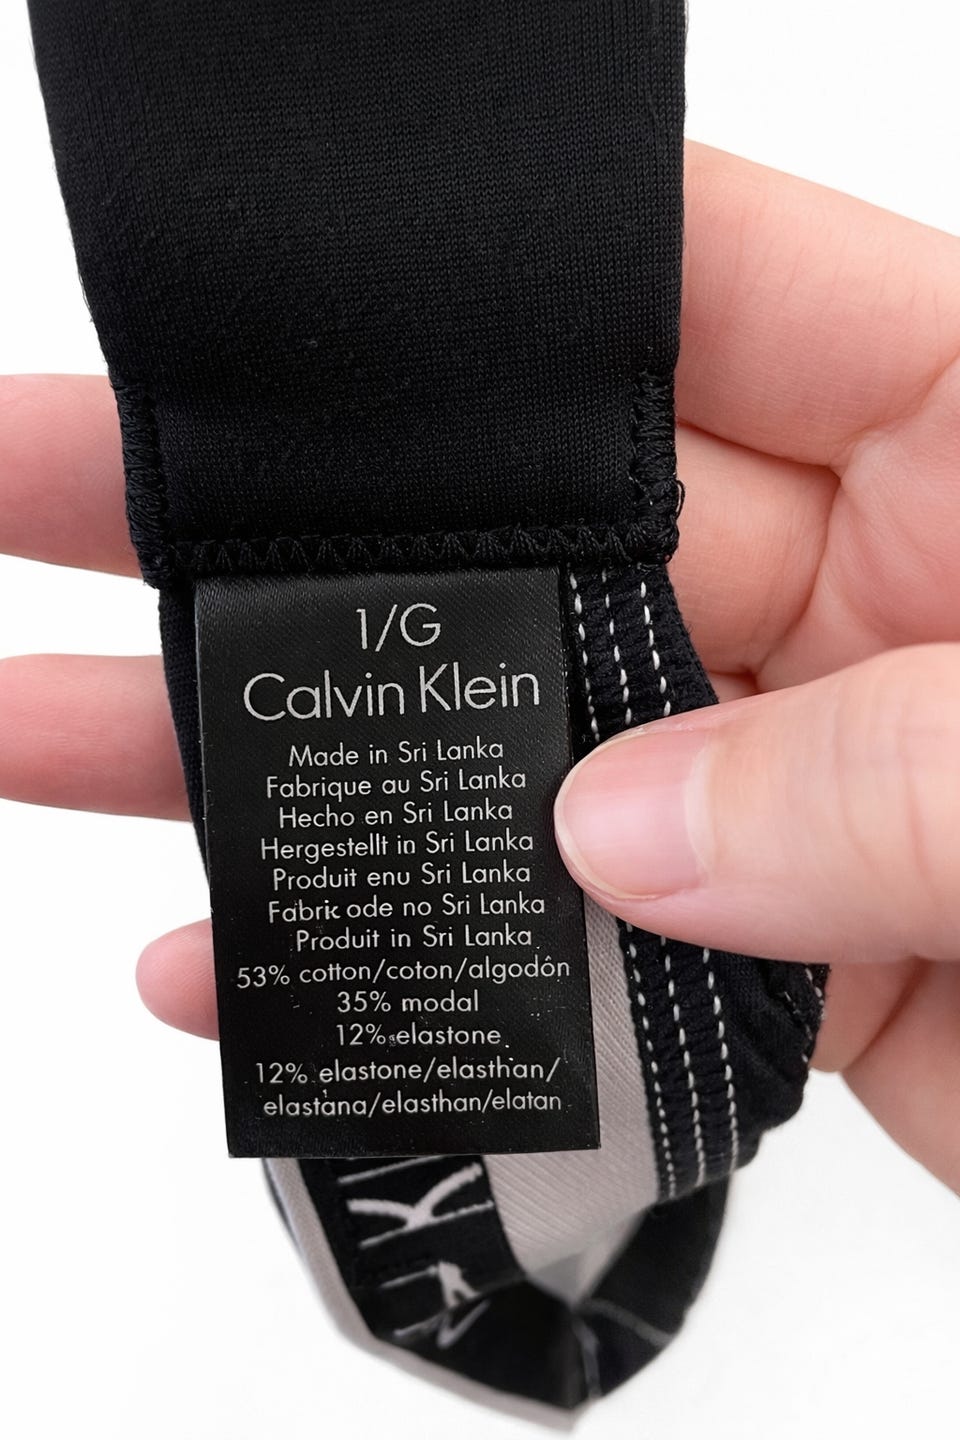 1/G
Calvin Klein
Made in Sri Lanka
Fabrique au Sri Lanka
Hecho en Sri Lanka
Hergestellt in Sri Lanka
Produit enu Sri Lanka
Fabric ode no Sri Lanka
Produit in Sri Lanka
53% cotton/coton/algodôn
35% modal
12% elastone
12% elastone/elasthan/
elastana/elasthan/elatan